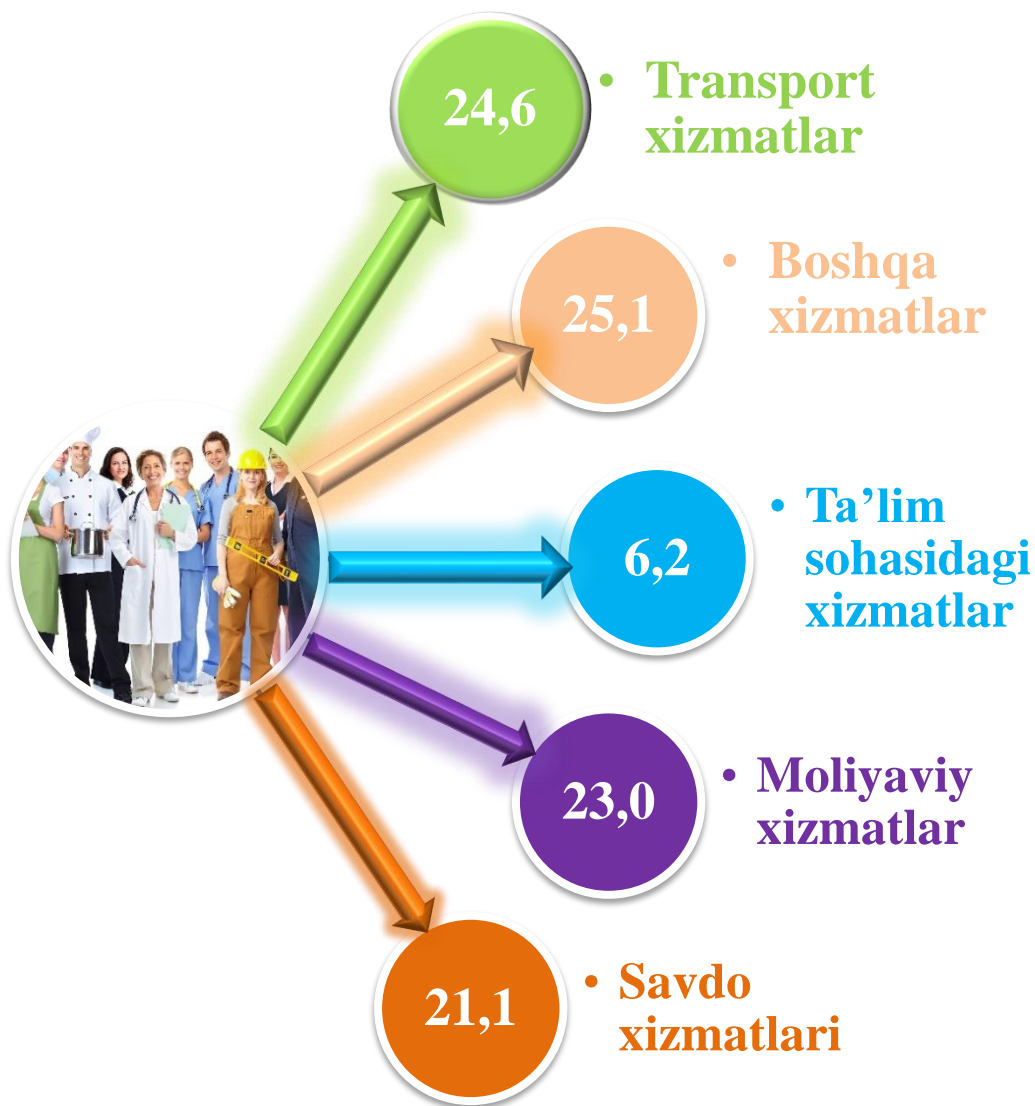 24,6
• Transport
xizmatlar
25,1
• Boshqa
xizmatlar
6,2
• Ta’lim
sohasidagi
xizmatlar
23,0
• Moliyaviy
xizmatlar
21,1
• Savdo
xizmatlari